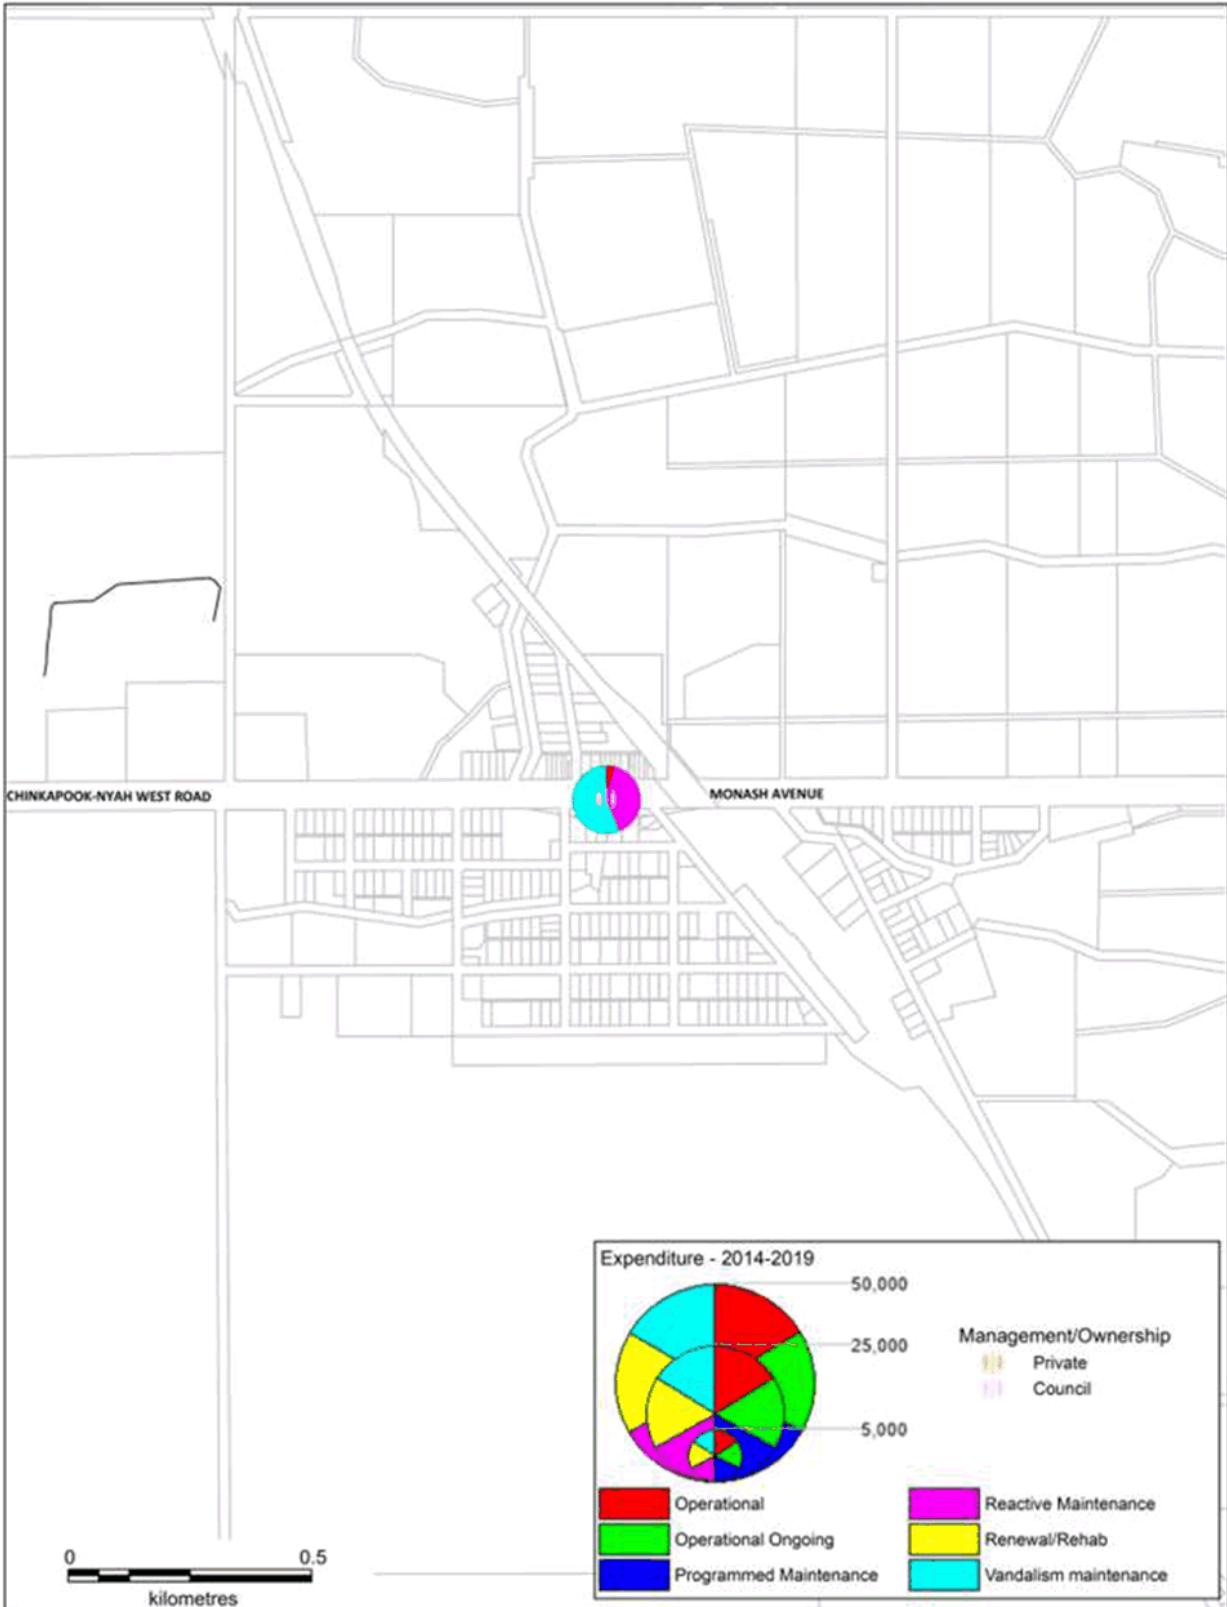 CHINKAPOOK-NYAH WEST ROAD
MONASH AVENUE
Expenditure - 2014-2019
50,000
25,000
5,000
Management/Ownership
Private
Council
Operational
Reactive Maintenance
Operational Ongoing
Renewal/Rehab
Programmed Maintenance
Vandalism maintenance
0 0.5
kilometres